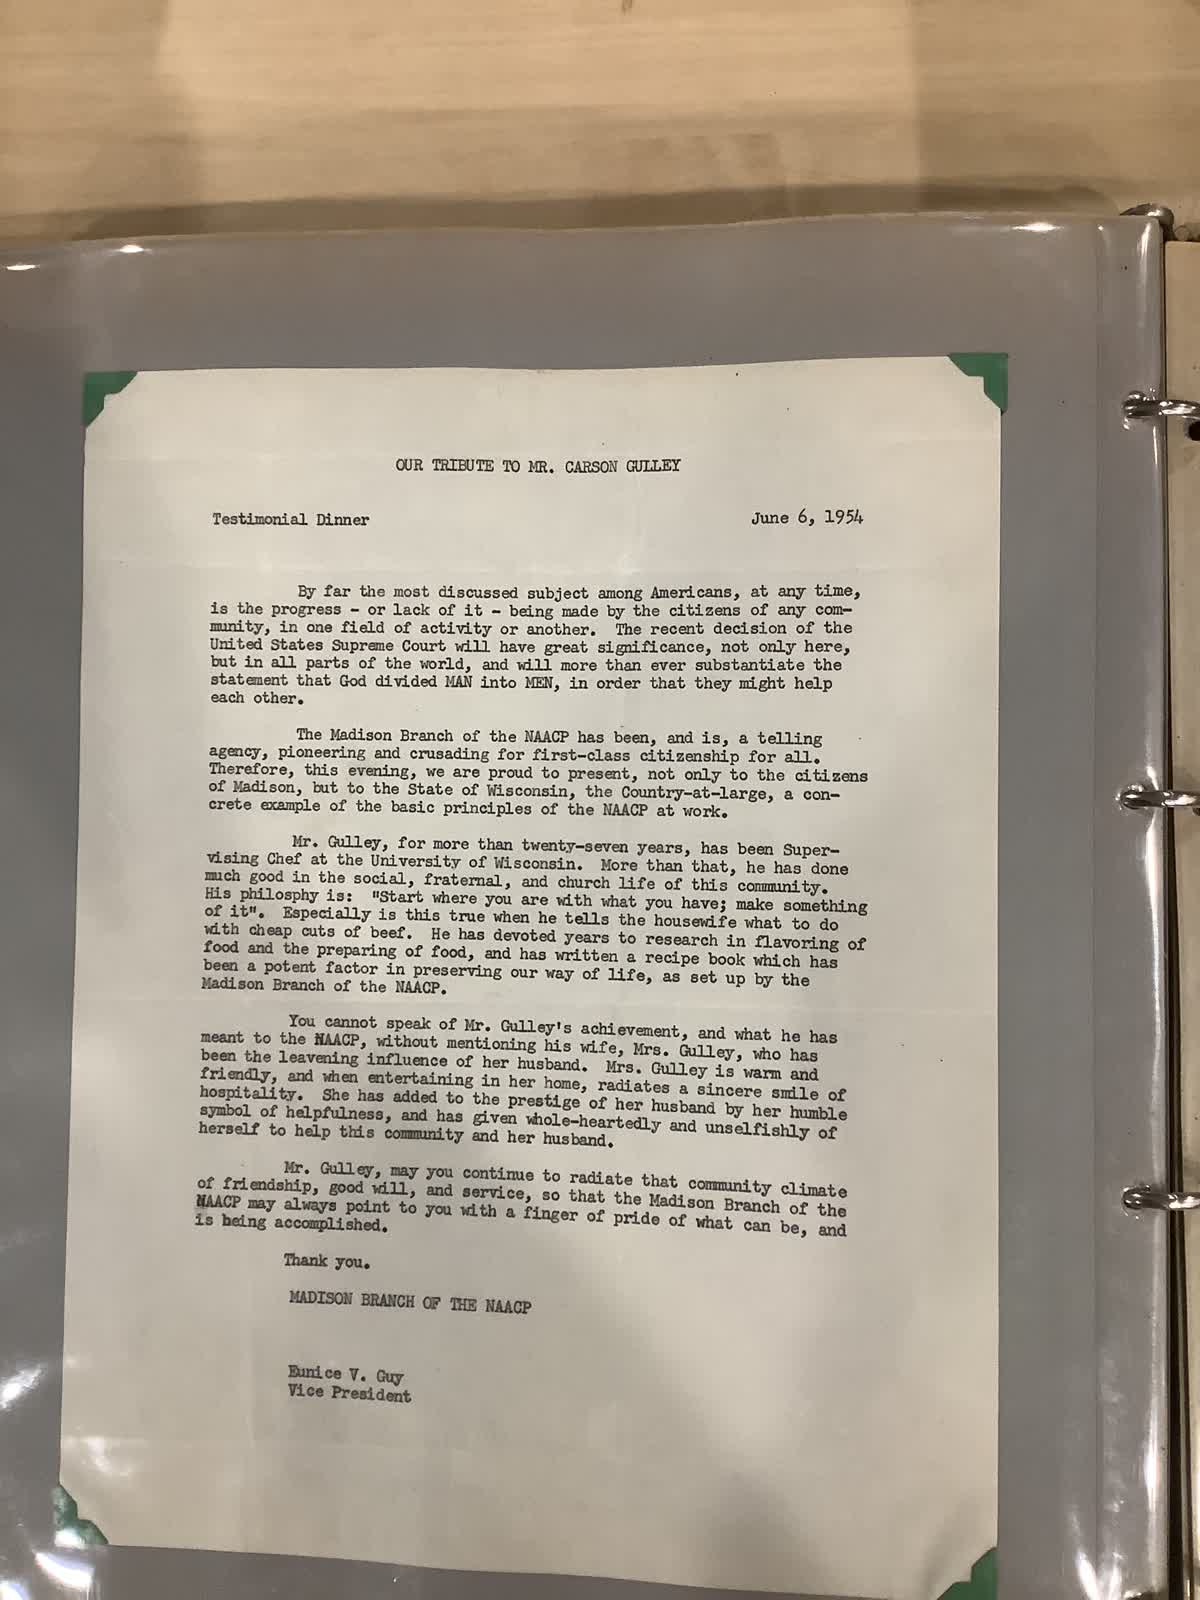 OUR TRIBUTE TO MR. CARSON GULLEY
Testimonial Dinner June 6, 1954
By far the most discussed subject among Americans, at any time,
is the progress - or lack of it - being made by the citizens of any com-
munity, in one field of activity or another. The recent decision of the
United States Supreme Court will have great significance, not only here,
but in all parts of the world, and will more than ever substantiate the
statement that God divided MAN into MEN, in order that they might help
each other.
The Madison Branch of the NAACP has been, and is, a telling
agency, pioneering and crusading for first-class citizenship for all.
Therefore, this evening, we are proud to present, not only to the citizens
of Madison, but to the State of Wisconsin, the Country-at-large, a con-
crete example of the basic principles of the NAACP at work.
Mr. Gulley, for more than twenty-seven years, has been Super-
vising Chef at the University of Wisconsin. More than that, he has done
much good in the social, fraternal, and church life of this community.
His philosphy is: "Start where you are with what you have; make something
of it". Especially is this true when he tells the housewife what to do
with cheap cuts of beef. He has devoted years to research in flavoring of
food and the preparing of food, and has written a recipe book which has
been a potent factor in preserving our way of life, as set up by the
Madison Branch of the NAACP.
You cannot speak of Mr. Gulley's achievement, and what he has
meant to the NAACP, without mentioning his wife, Mrs. Gulley, who has
been the leavening influence of her husband. Mrs. Gulley is warm and
friendly, and when entertaining in her home, radiates a sincere smile of
hospitality. She has added to the prestige of her husband by her humble
symbol of helpfulness, and has given whole-heartedly and unselfishly of
herself to help this community and her husband.
Mr. Gulley, may you continue to radiate that community climate
of friendship, good will, and service, so that the Madison Branch of the
NAACP may always point to you with a finger of pride of what can be, and
is being accomplished.
Thank you.
MADISON BRANCH OF THE NAACP
Eunice V. Guy
Vice President